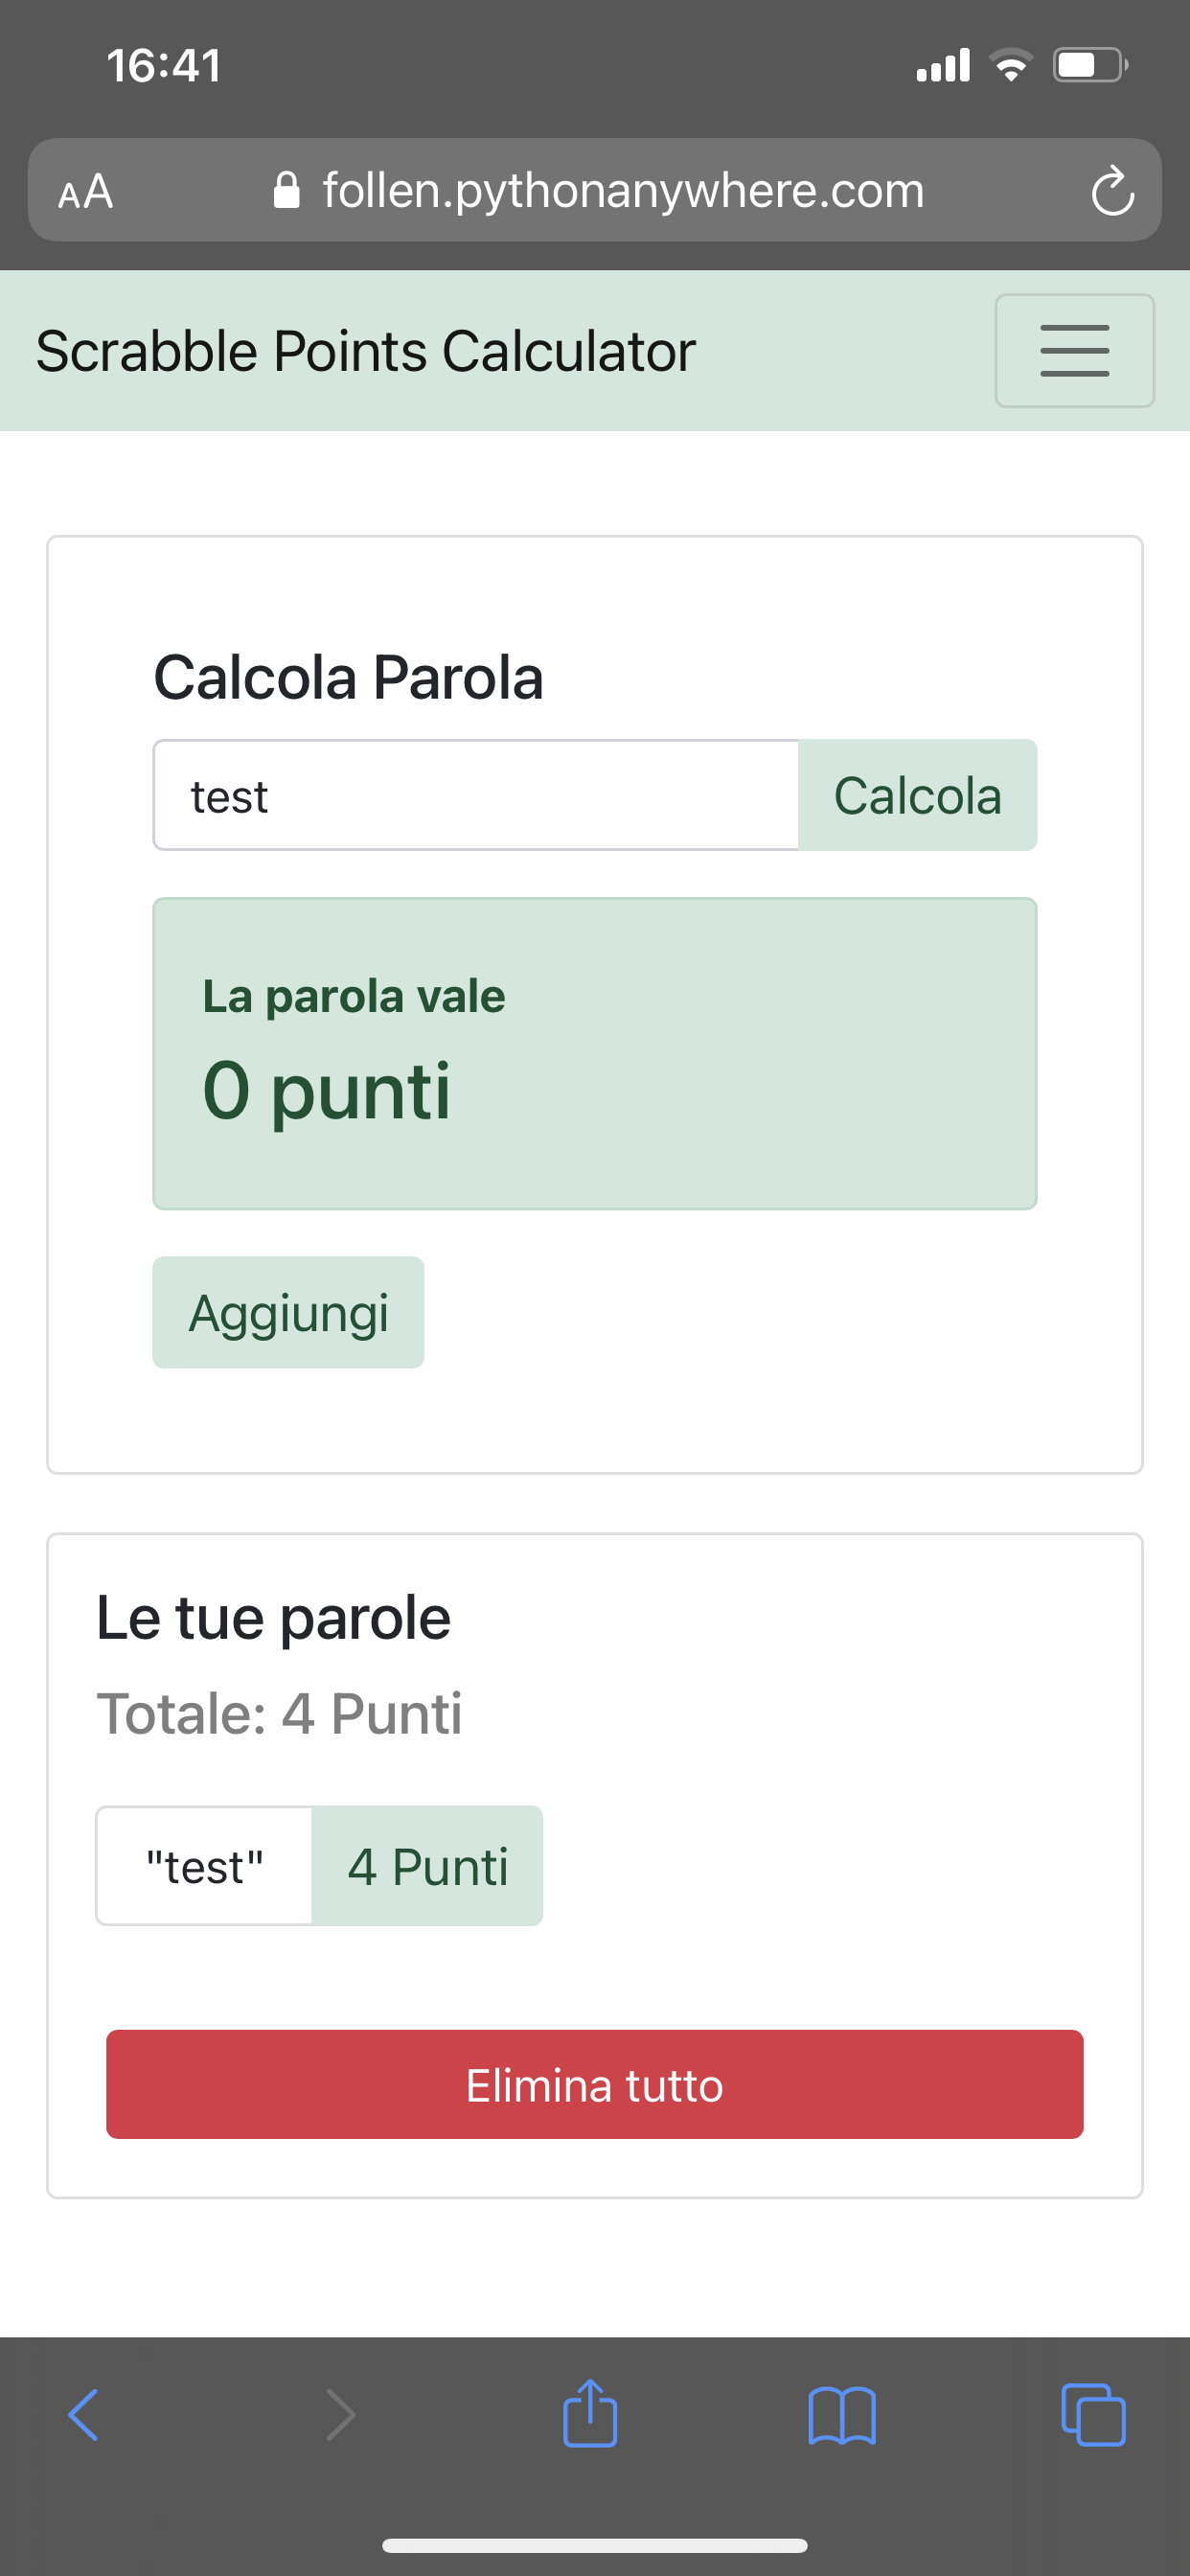 16:41
AA follen.pythonanywhere.com
Scrabble Points Calculator
Calcola Parola
test Calcola
La parola vale
0 punti
Aggiungi
Le tue parole
Totale: 4 Punti
"test" 4 Punti
Elimina tutto